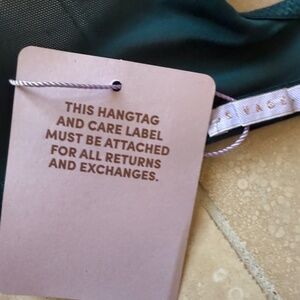 THIS HANGTAG
AND CARE LABEL
MUST BE ATTACHED
FOR ALL RETURNS
AND EXCHANGES.